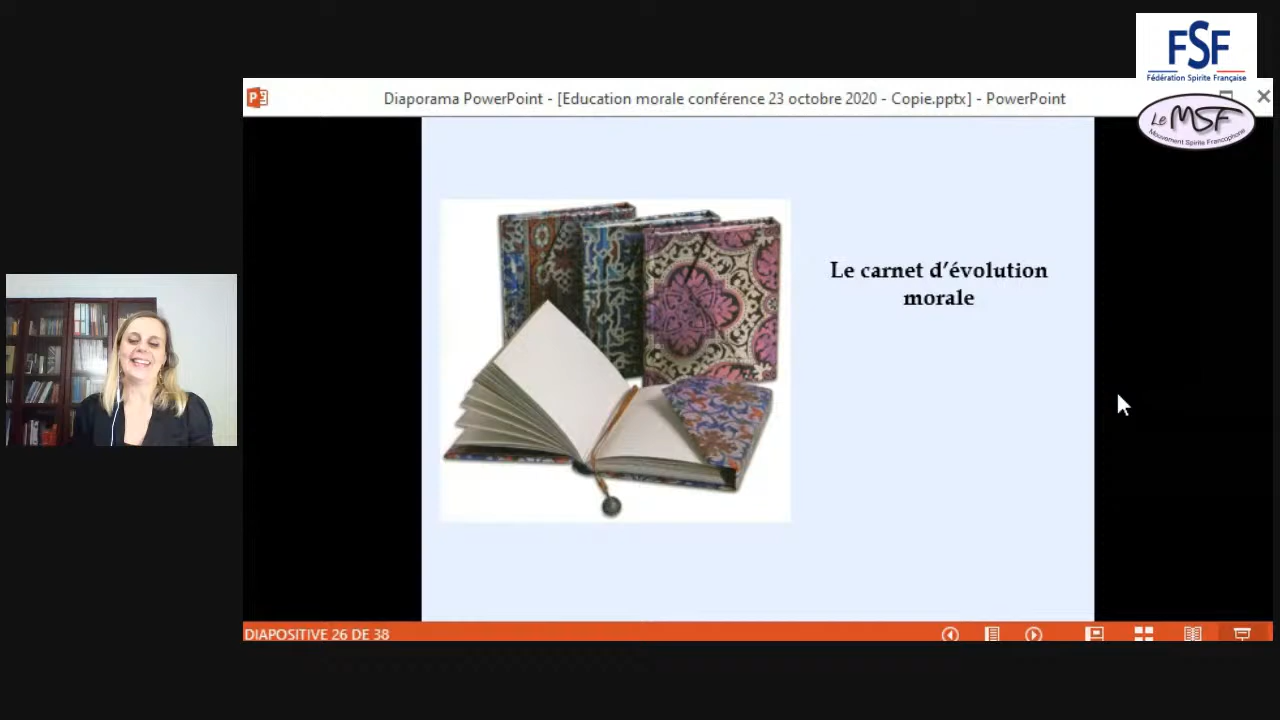 FSF
Fédération Spirite Française
Le MSF
Mouvement Spirite Francophone
Diaporama PowerPoint - [Education morale conférence 23 octobre 2020 - Copie.pptx] - PowerPoint
Le carnet d’évolution
morale
DIAPOSITIVE 26 DE 38